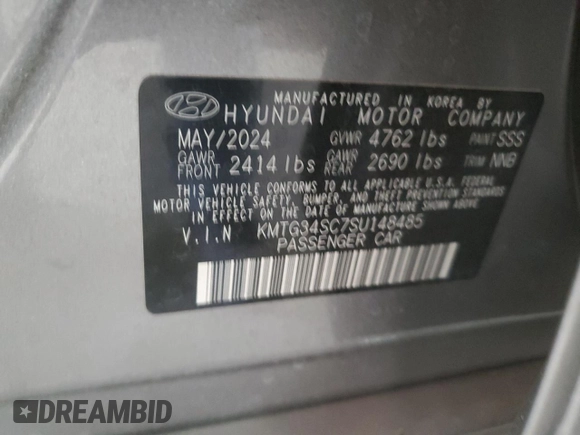 MANUFACTURED IN KOREA BY
HYUNDAI MOTOR COMPANY
MAY/2024 GVWR 4762 lbs PAINT SSS
GAWR FRONT 2414 lbs GAWR REAR 2690 lbs TRIM NNB
THIS VEHICLE CONFORMS TO ALL APPLICABLE U.S.A. FEDERAL
MOTOR VEHICLE SAFETY, BUMPER, AND THEFT PREVENTION STANDARDS
IN EFFECT ON THE DATE OF MANUFACTURE SHOWN ABOVE.
V.I.N KMTG34SC7SU148485
PASSENGER CAR
DREAMBID